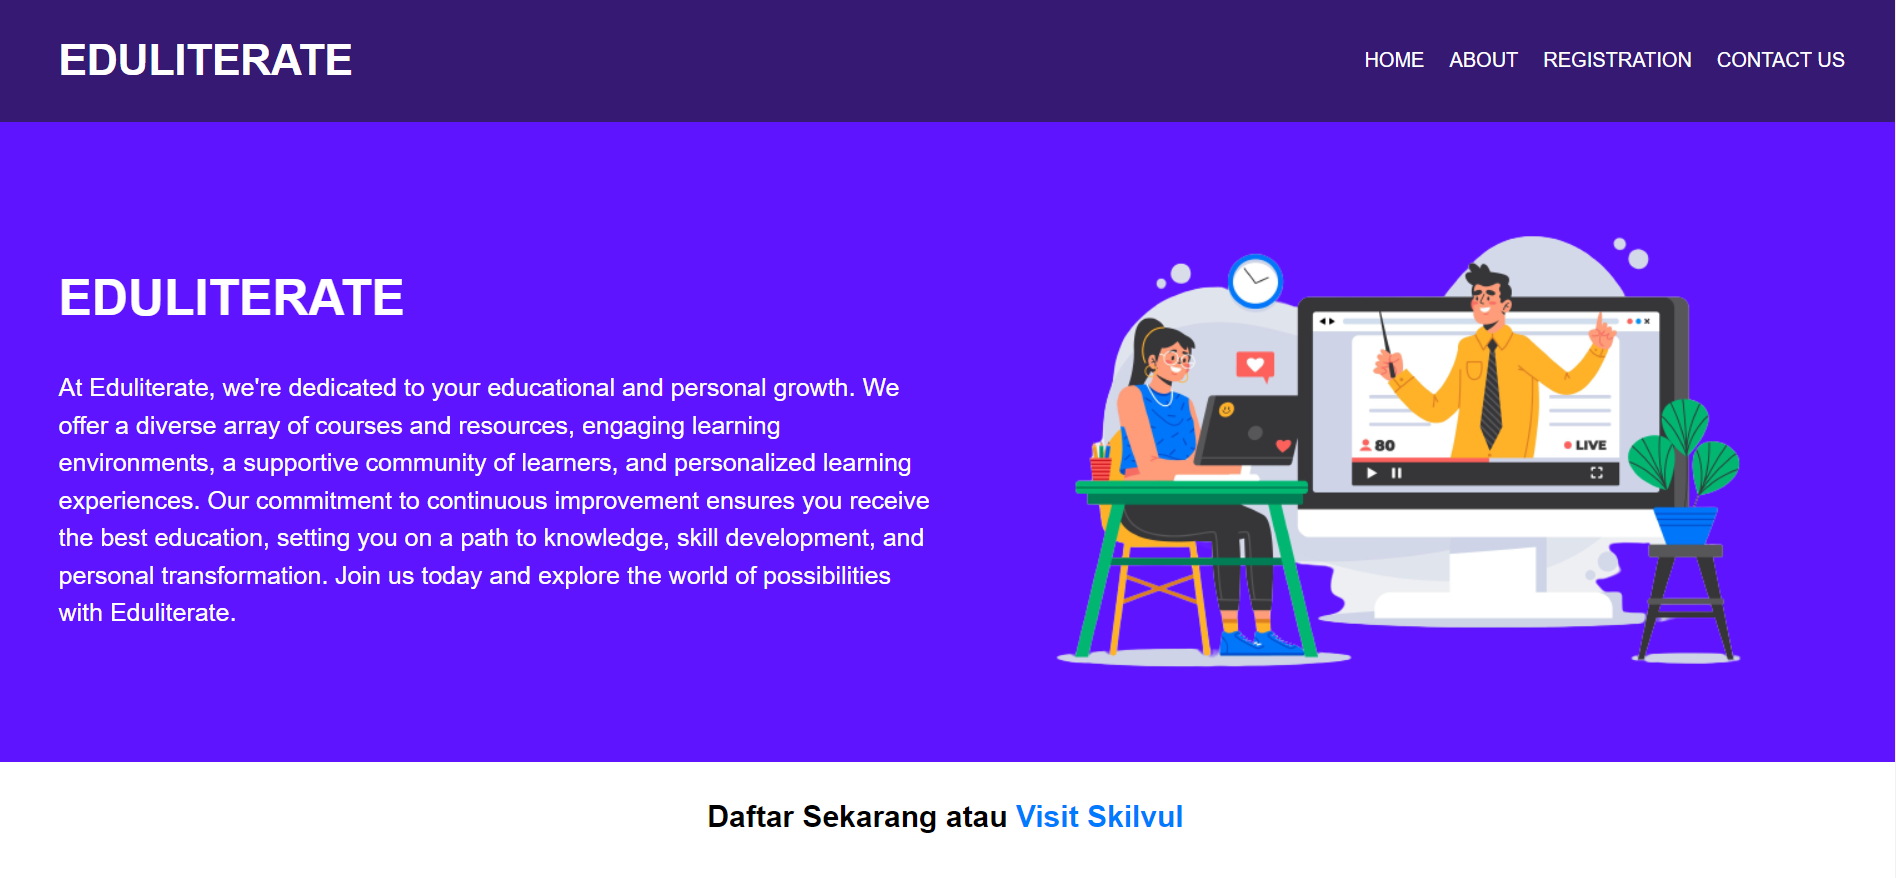 EDULITERATE
HOME ABOUT REGISTRATION CONTACT US
EDULITERATE
At Eduliterate, we're dedicated to your educational and personal growth. We
offer a diverse array of courses and resources, engaging learning
environments, a supportive community of learners, and personalized learning
experiences. Our commitment to continuous improvement ensures you receive
the best education, setting you on a path to knowledge, skill development, and
personal transformation. Join us today and explore the world of possibilities
with Eduliterate.
80
LIVE
Daftar Sekarang atau Visit Skilvul